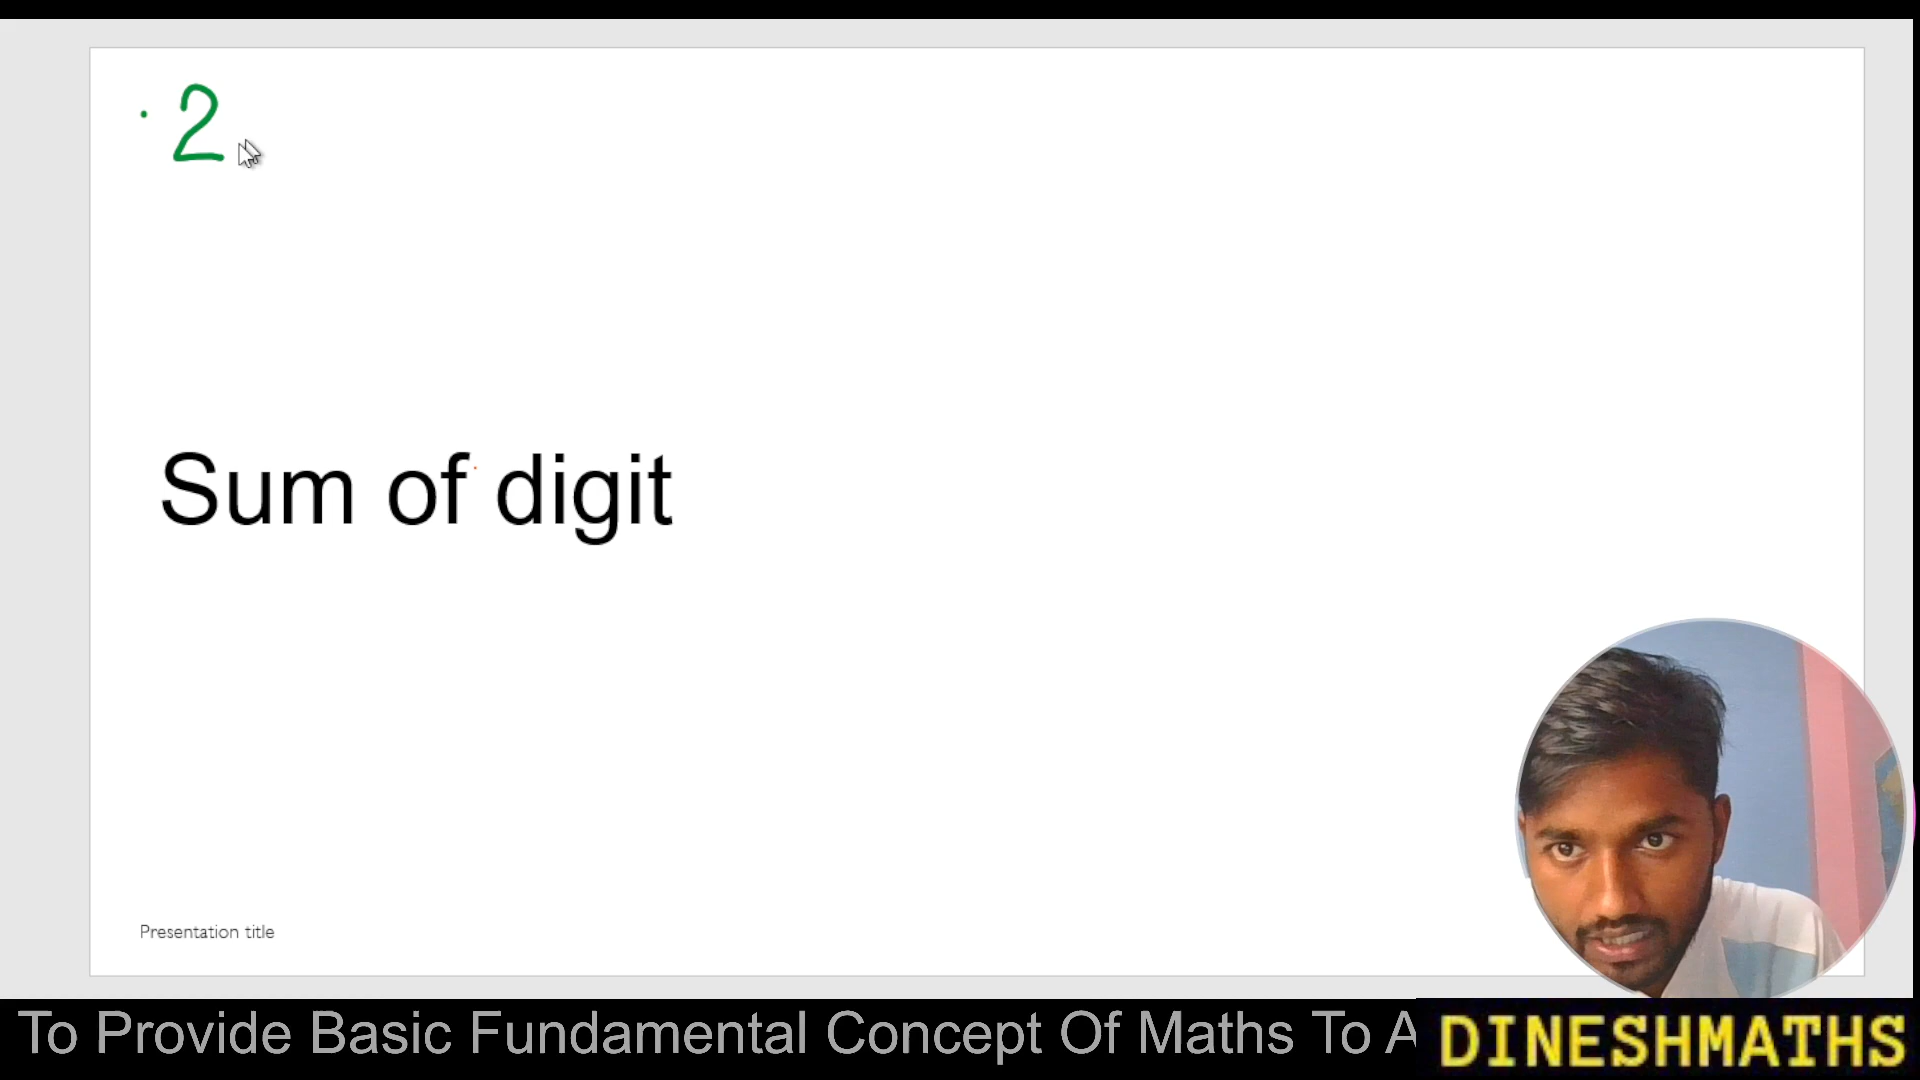 2
Sum of digit
Presentation title
To Provide Basic Fundamental Concept Of Maths To A
DINESHMATHS